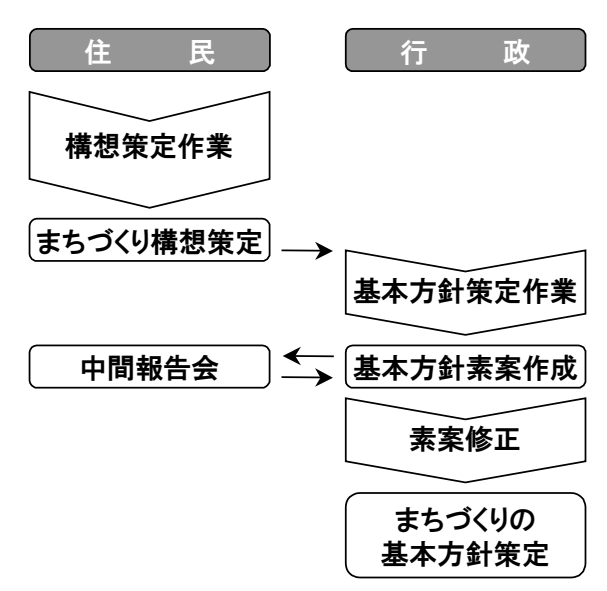 住　民
行　政
構想策定作業
まちづくり構想策定
基本方針策定作業
中間報告会
基本方針素案作成
素案修正
まちづくりの
基本方針策定